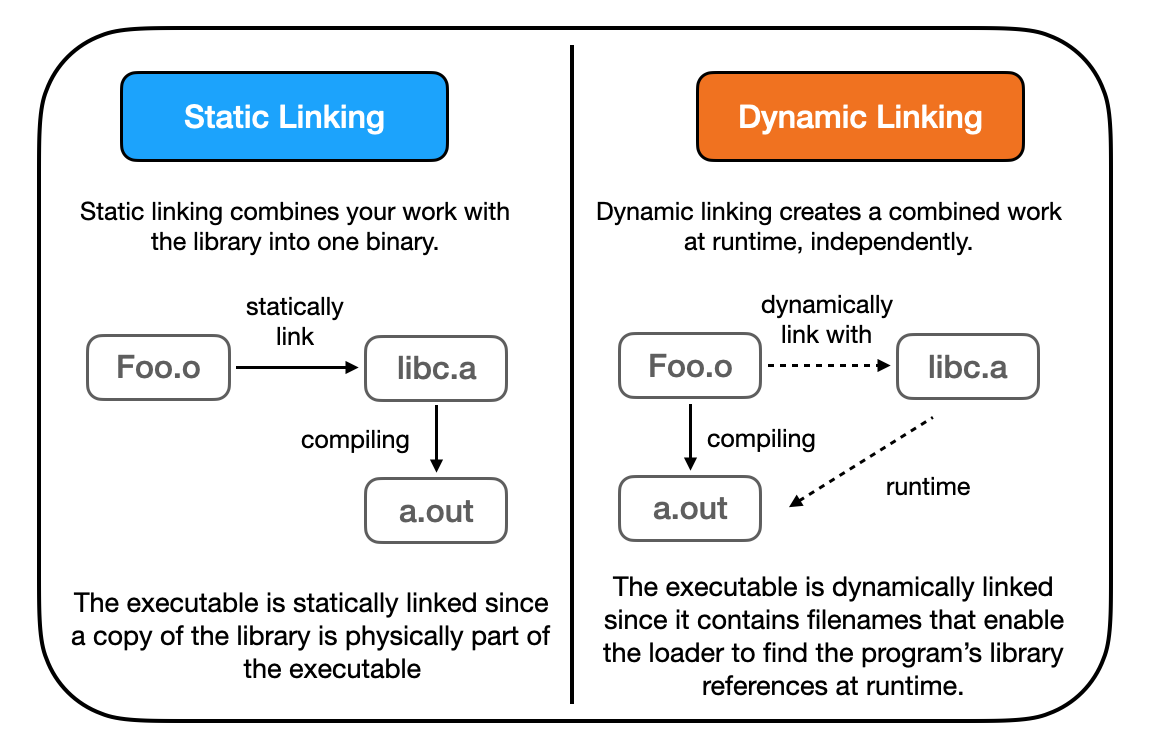 Static Linking
Static linking combines your work with
the library into one binary.
statically
link
Foo.o
libc.a
compiling
a.out
The executable is statically linked since
a copy of the library is physically part of
the executable
Dynamic Linking
Dynamic linking creates a combined work
at runtime, independently.
dynamically
link with
Foo.o
libc.a
compiling
runtime
a.out
The executable is dynamically linked
since it contains filenames that enable
the loader to find the program’s library
references at runtime.